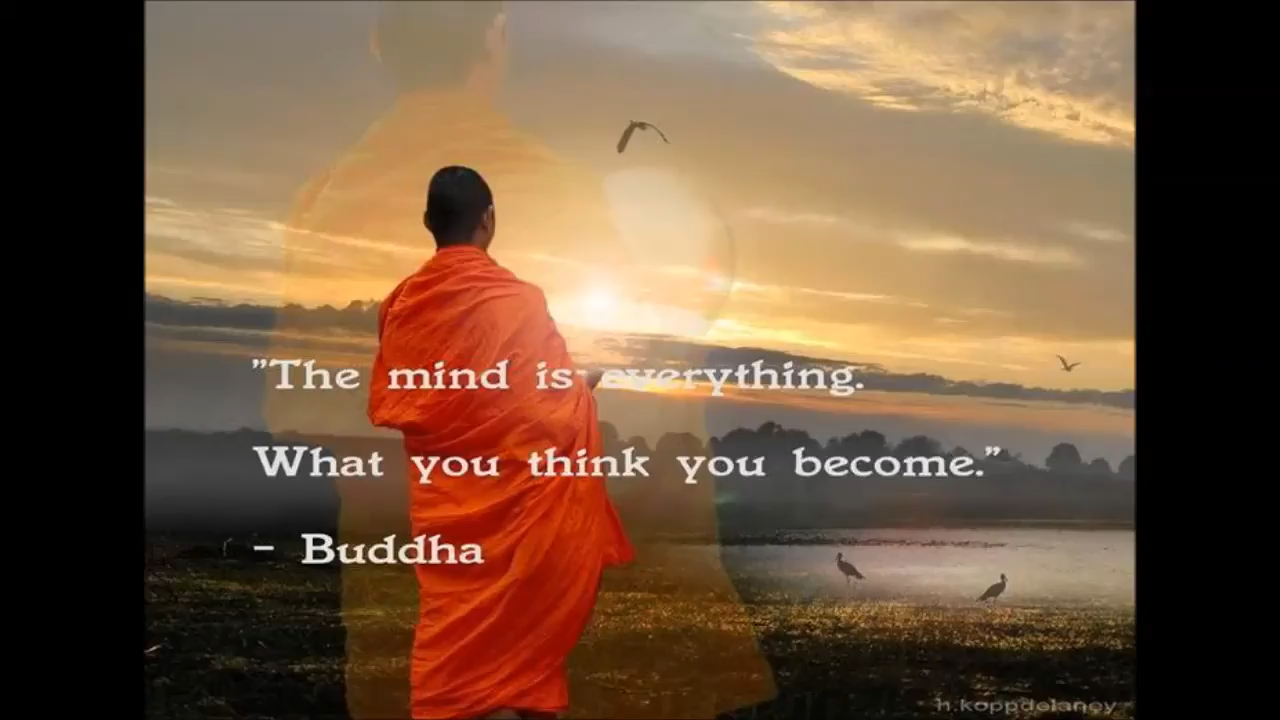 "The mind is everything.
What you think you become."
- Buddha
h.koppdelaney